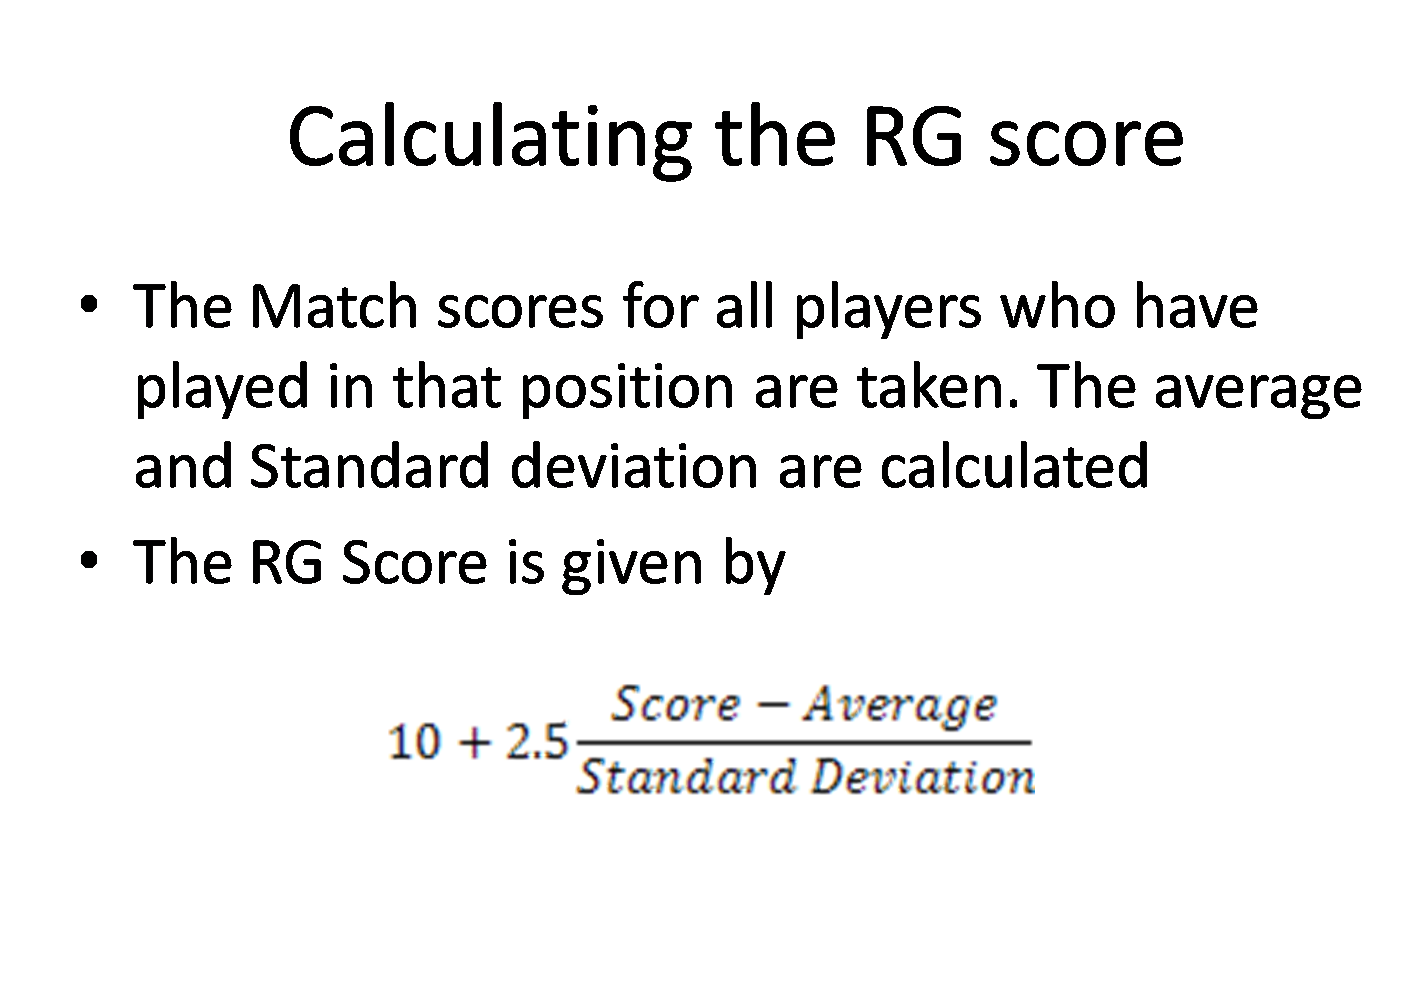 Calculating the RG score
• The Match scores for all players who have
played in that position are taken. The average
and Standard deviation are calculated
• The RG Score is given by
10 + 2.5 (Score − Average) / (Standard Deviation)